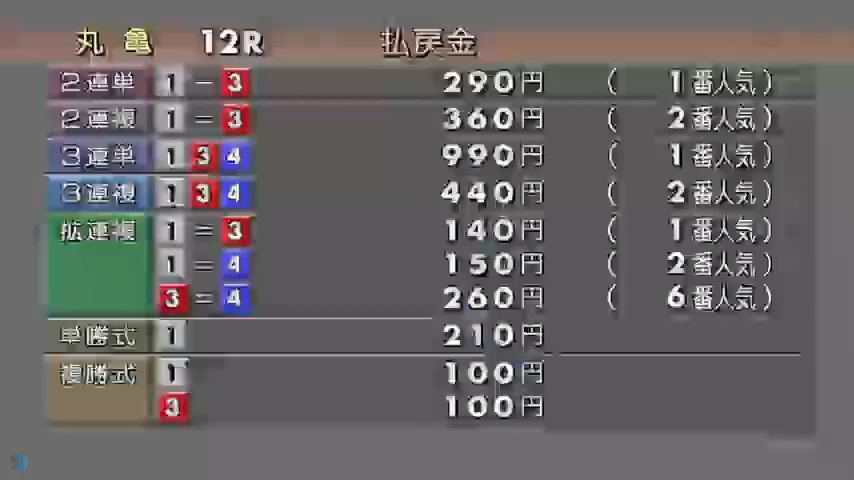 丸亀 12R 払戻金
2連単 1 - 3 290円 ( 1番人気)
2連複 1 = 3 360円 ( 2番人気)
3連単 1 3 4 990円 ( 1番人気)
3連複 1 3 4 440円 ( 2番人気)
拡連複 1 = 3 140円 ( 1番人気)
1 = 4 150円 ( 2番人気)
3 = 4 260円 ( 6番人気)
単勝式 1 210円
複勝式 1 100円
3 100円